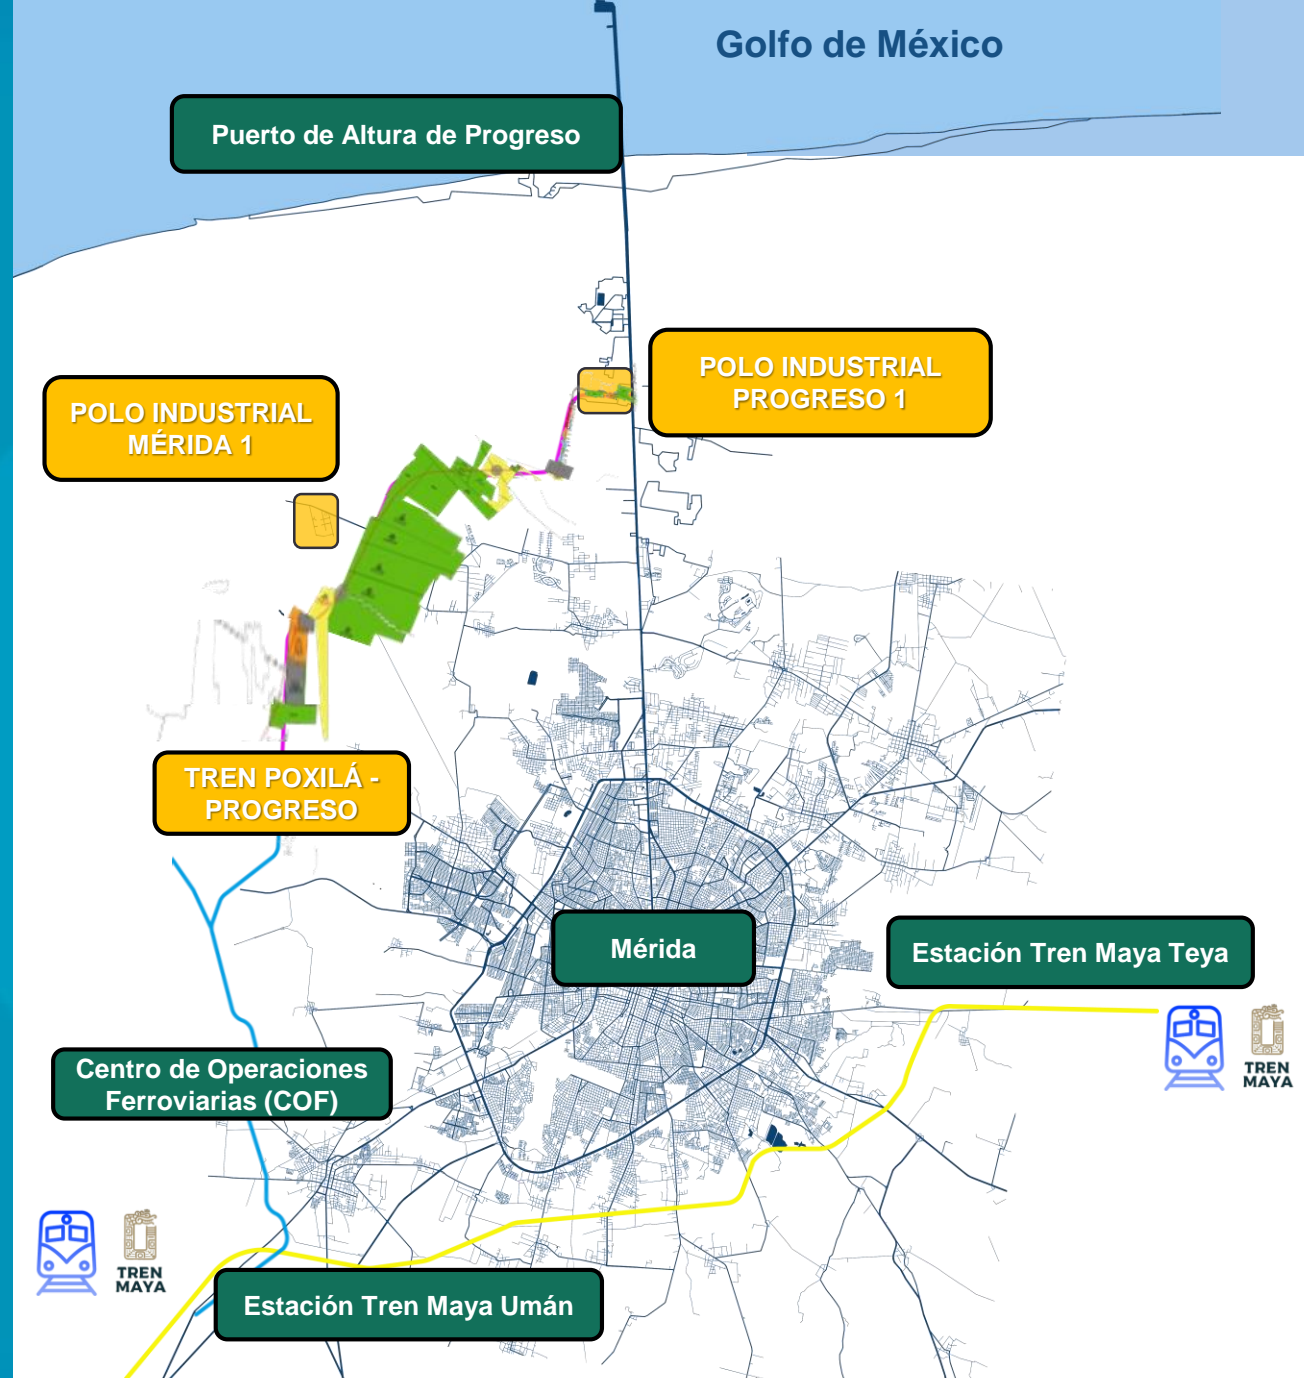 Golfo de México
Puerto de Altura de Progreso
POLO INDUSTRIAL
PROGRESO 1
POLO INDUSTRIAL
MÉRIDA 1
TREN POXILÁ -
PROGRESO
Mérida
Estación Tren Maya Teya
TREN
MAYA
Centro de Operaciones
Ferroviarias (COF)
TREN
MAYA
Estación Tren Maya Umán